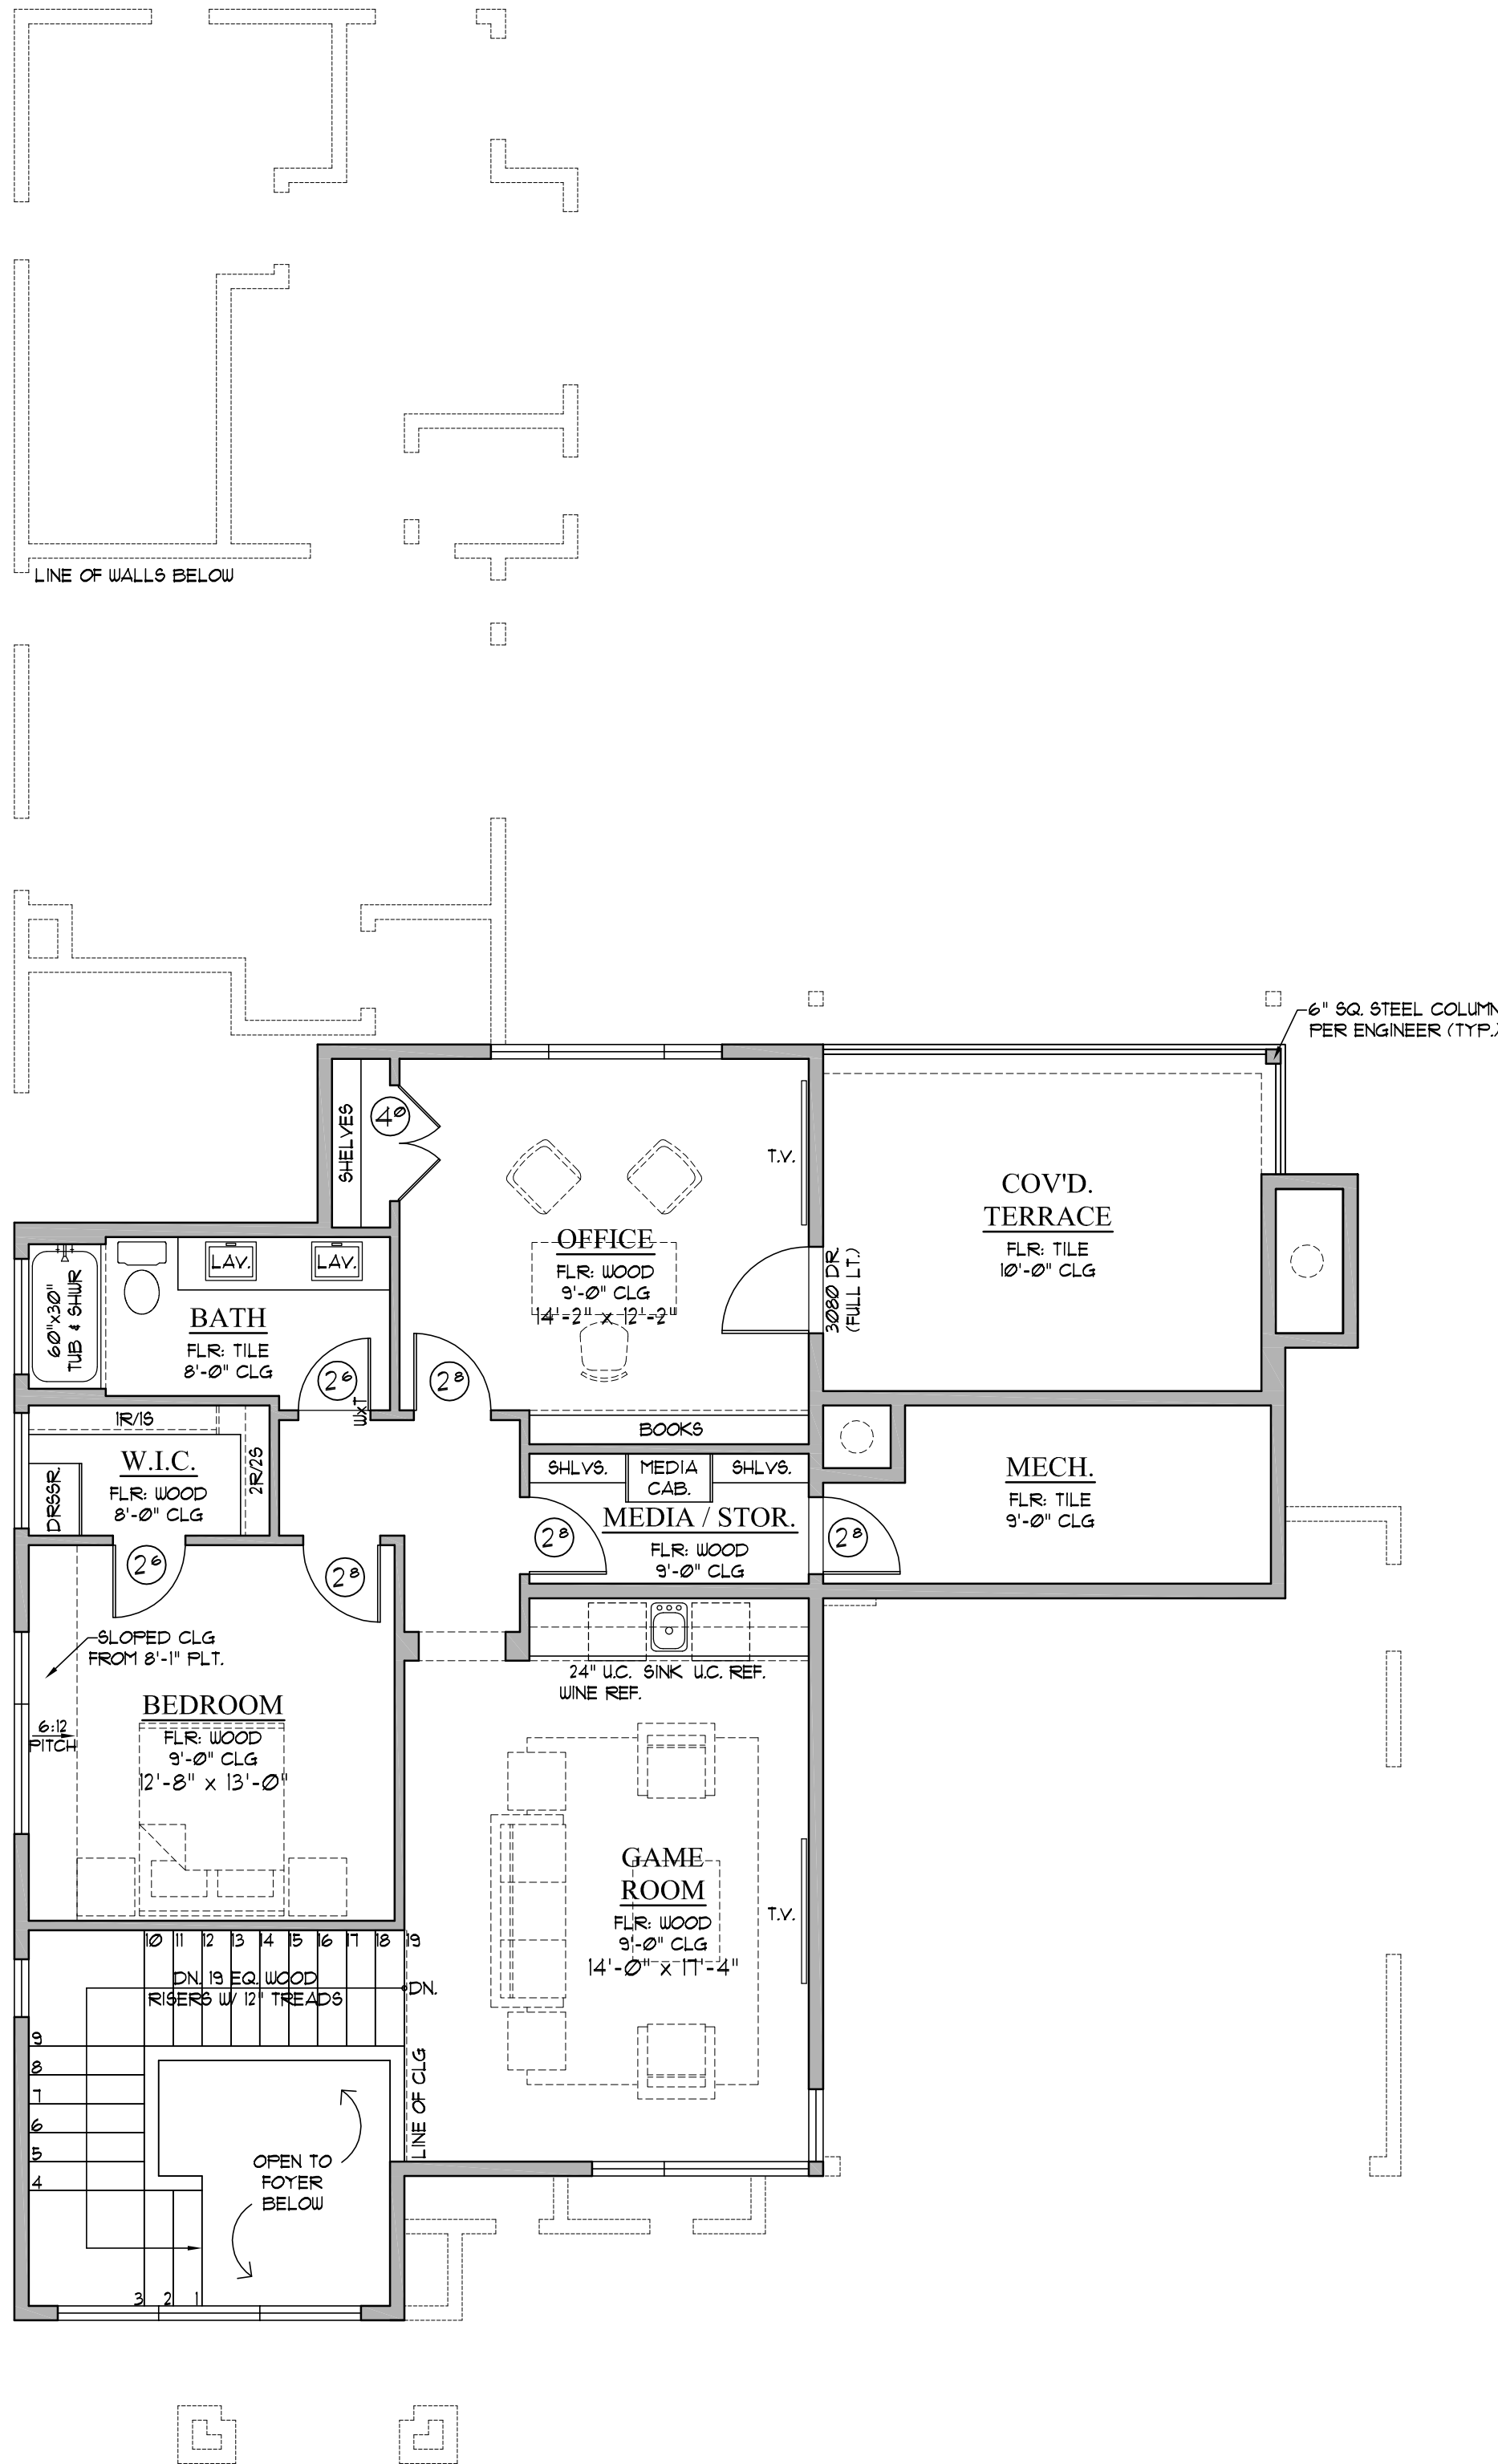 LINE OF WALLS BELOW
6" SQ. STEEL COLUMN
PER ENGINEER (TYP.)
SHELVES
4⁰
T.V.
COV'D.
TERRACE
FLR: TILE
10'-0" CLG
OFFICE
FLR: WOOD
9'-0" CLG
14'-2" x 12'-2"
3080 DR
(FULL LT.)
60"x30"
TUB & SHWR
LAV.
LAV.
BATH
FLR: TILE
8'-0" CLG
2⁶
WxT
2⁸
BOOKS
1R/1S
2R/2S
W.I.C.
FLR: WOOD
8'-0" CLG
DRSSR.
SHLVS.
MEDIA
CAB.
SHLVS.
MEDIA / STOR.
FLR: WOOD
9'-0" CLG
2⁸
2⁸
MECH.
FLR: TILE
9'-0" CLG
2⁶
2⁸
SLOPED CLG
FROM 8'-1" PLT.
6:12
PITCH
BEDROOM
FLR: WOOD
9'-0" CLG
12'-8" x 13'-0"
24" U.C. SINK U.C. REF.
WINE REF.
GAME
ROOM
FLR: WOOD
9'-0" CLG
14'-0" x 17'-4"
T.V.
10 11 12 13 14 15 16 17 18 19
DN. 19 EQ. WOOD
RISERS W/ 12" TREADS
DN.
9
8
7
6
5
4
LINE OF CLG
OPEN TO
FOYER
BELOW
3 2 1